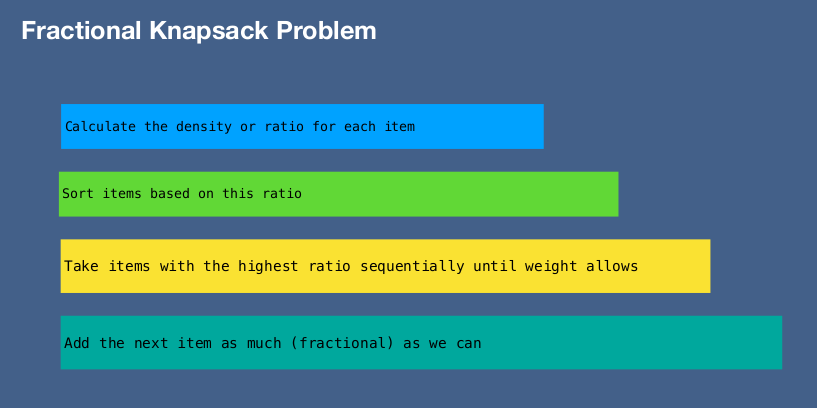 Fractional Knapsack Problem
Calculate the density or ratio for each item
Sort items based on this ratio
Take items with the highest ratio sequentially until weight allows
Add the next item as much (fractional) as we can